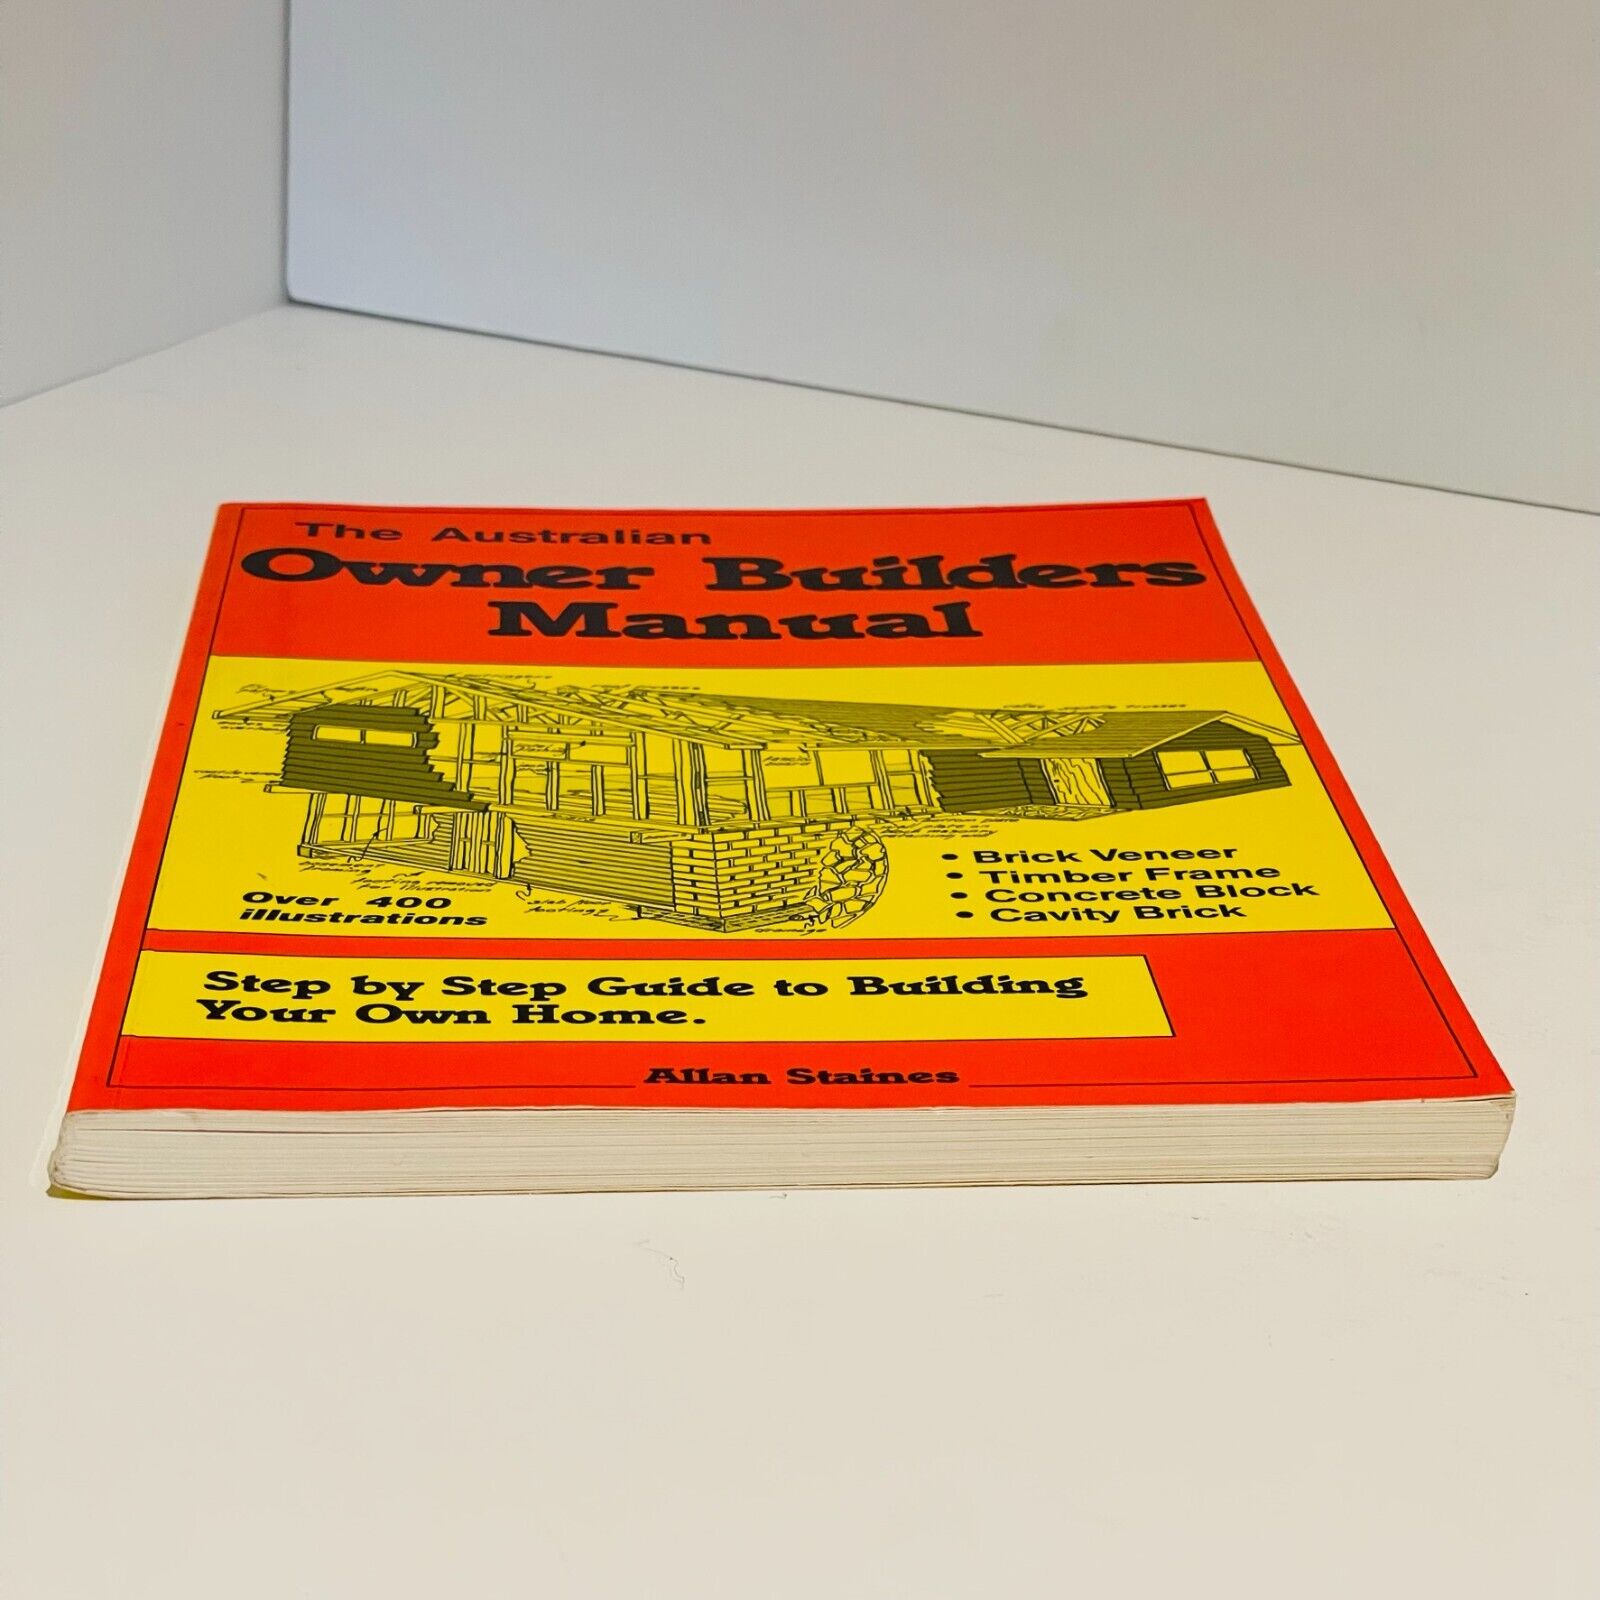 The Australian
Owner Builders
Manual
• Brick Veneer
• Timber Frame
• Concrete Block
• Cavity Brick
Over 400
illustrations
Step by Step Guide to Building
Your Own Home.
Allan Staines